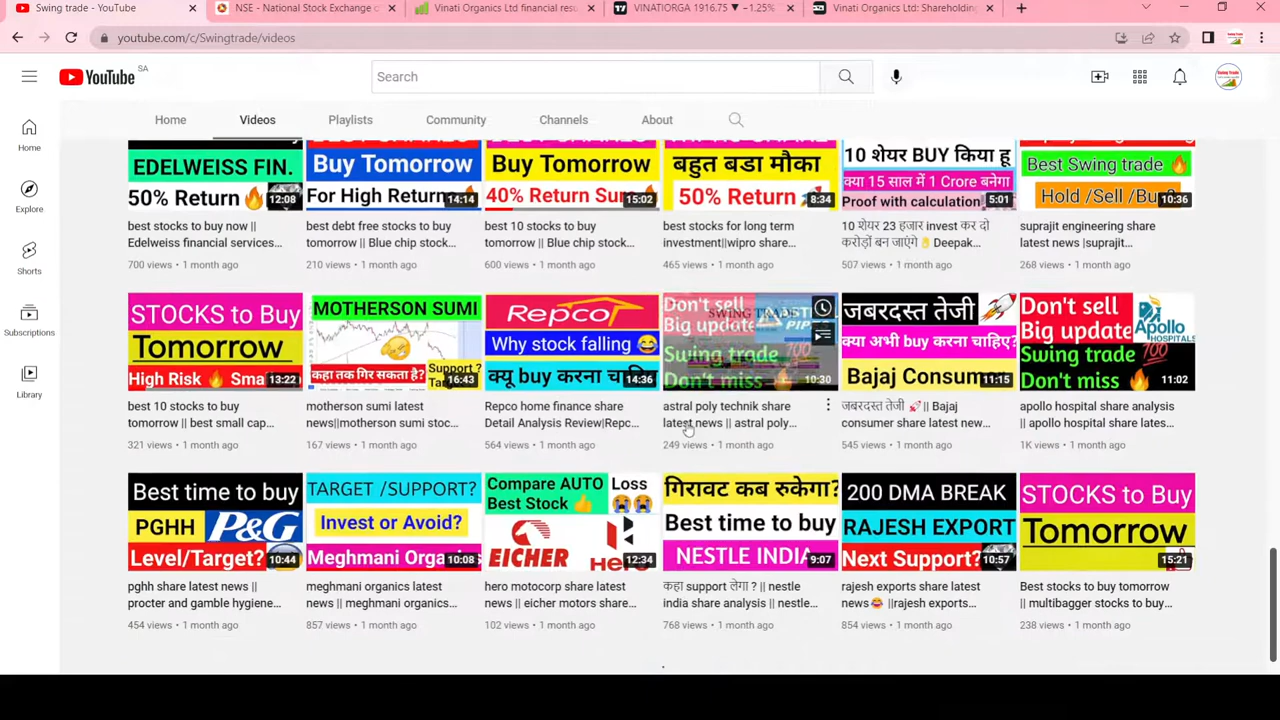 Swing trade - YouTube
NSE - National Stock Exchange c
Vinati Organics Ltd financial resu
VINATIORGA 1916.75 ▼ −1.25%
Vinati Organics Ltd: Shareholding
youtube.com/c/Swingtrade/videos
YouTube SA
Search
Home Videos Playlists Community Channels About
Home
Explore
Shorts
Subscriptions
Library
EDELWEISS FIN.
50% Return
12:08
Buy Tomorrow
For High Return
14:14
Buy Tomorrow
40% Return Su
15:02
बहुत बडा मौका
50% Return
8:34
10 शेयर BUY किया हू
क्या 15 साल में 1 Crore बनेगा
Proof with calculation!
5:01
Best Swing trade
Hold /Sell /Bu
10:36
best stocks to buy now ||
Edelweiss financial services...
700 views • 1 month ago
best debt free stocks to buy
tomorrow || Blue chip stock...
210 views • 1 month ago
best 10 stocks to buy
tomorrow || Blue chip stock...
600 views • 1 month ago
best stocks for long term
investment||wipro share...
465 views • 1 month ago
10 शेयर 23 हजार invest कर दो
करोड़ों बन जाएंगे✋Deepak...
507 views • 1 month ago
suprajit engineering share
latest news |suprajit...
268 views • 1 month ago
STOCKS to Buy
Tomorrow
High Risk 🔥 Sma
13:22
MOTHERSON SUMI
कहा तक गिर सकता है?
Support ?
16:43
Repco
Why stock falling 😂
क्यू buy करना चा
14:36
Don't sell
Big update
SWING TRADE
Swing trade 💯
Don't miss
10:30
जबरदस्त तेजी
क्या अभी buy करना चाहिए?
Bajaj Consum
11:15
Don't sell
Big update
Apollo
HOSPITALS
Swing trade 💯
Don't miss 🔥
11:02
best 10 stocks to buy
tomorrow || best small cap...
321 views • 1 month ago
motherson sumi latest
news||motherson sumi stoc...
167 views • 1 month ago
Repco home finance share
Detail Analysis Review|Repc...
564 views • 1 month ago
astral poly technik share
latest news || astral poly...
249 views • 1 month ago
जबरदस्त तेजी 🚀|| Bajaj
consumer share latest new...
545 views • 1 month ago
apollo hospital share analysis
|| apollo hospital share lates...
1K views • 1 month ago
Best time to buy
PGHH P&G
Level/Target?
10:44
TARGET /SUPPORT?
Invest or Avoid?
Meghmani Orga
10:08
Compare AUTO
Best Stock 👍
Loss
😭😭
EICHER
Hero
12:34
गिरावट कब रुकेगा?
Best time to buy
NESTLE INDIA
9:07
200 DMA BREAK
RAJESH EXPORT
Next Support?
10:57
STOCKS to Buy
Tomorrow
15:21
pghh share latest news ||
procter and gamble hygiene...
454 views • 1 month ago
meghmani organics latest
news || meghmani organics...
857 views • 1 month ago
hero motocorp share latest
news || eicher motors share...
102 views • 1 month ago
कहा support लेगा ? || nestle
india share analysis || nestle...
768 views • 1 month ago
rajesh exports share latest
news😂 ||rajesh exports...
854 views • 1 month ago
Best stocks to buy tomorrow
|| multibagger stocks to buy...
238 views • 1 month ago